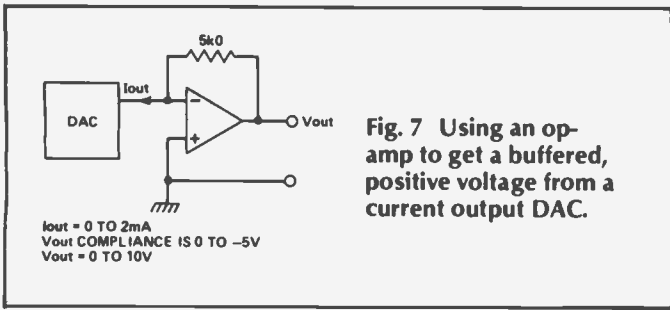 5k0
Iout
DAC
−
+
Vout
Iout = 0 TO 2mA
Vout COMPLIANCE IS 0 TO −5V
Vout = 0 TO 10V
Fig. 7 Using an op-
amp to get a buffered,
positive voltage from a
current output DAC.